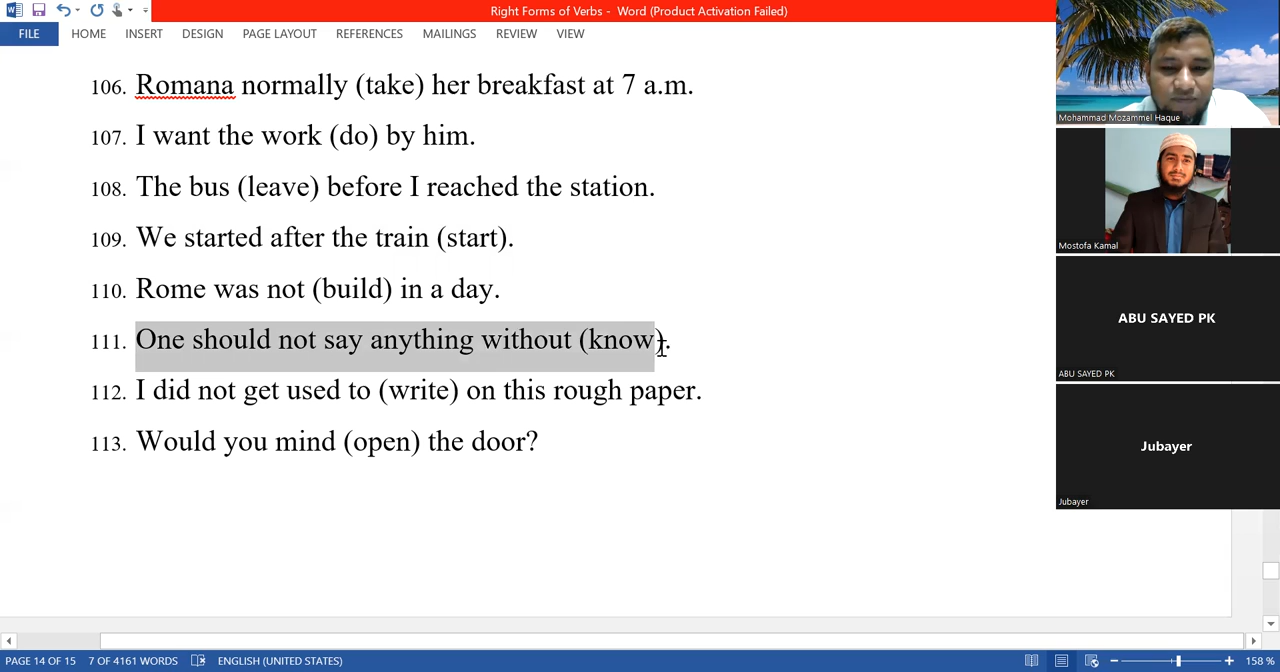 Right Forms of Verbs - Word (Product Activation Failed)
FILE HOME INSERT DESIGN PAGE LAYOUT REFERENCES MAILINGS REVIEW VIEW
106. Romana normally (take) her breakfast at 7 a.m.
107. I want the work (do) by him.
108. The bus (leave) before I reached the station.
109. We started after the train (start).
110. Rome was not (build) in a day.
111. One should not say anything without (know).
112. I did not get used to (write) on this rough paper.
113. Would you mind (open) the door?
Mohammad Mozammel Haque
Mostofa Kamal
ABU SAYED PK
ABU SAYED PK
Jubayer
Jubayer
PAGE 14 OF 15 7 OF 4161 WORDS ENGLISH (UNITED STATES) 158 %